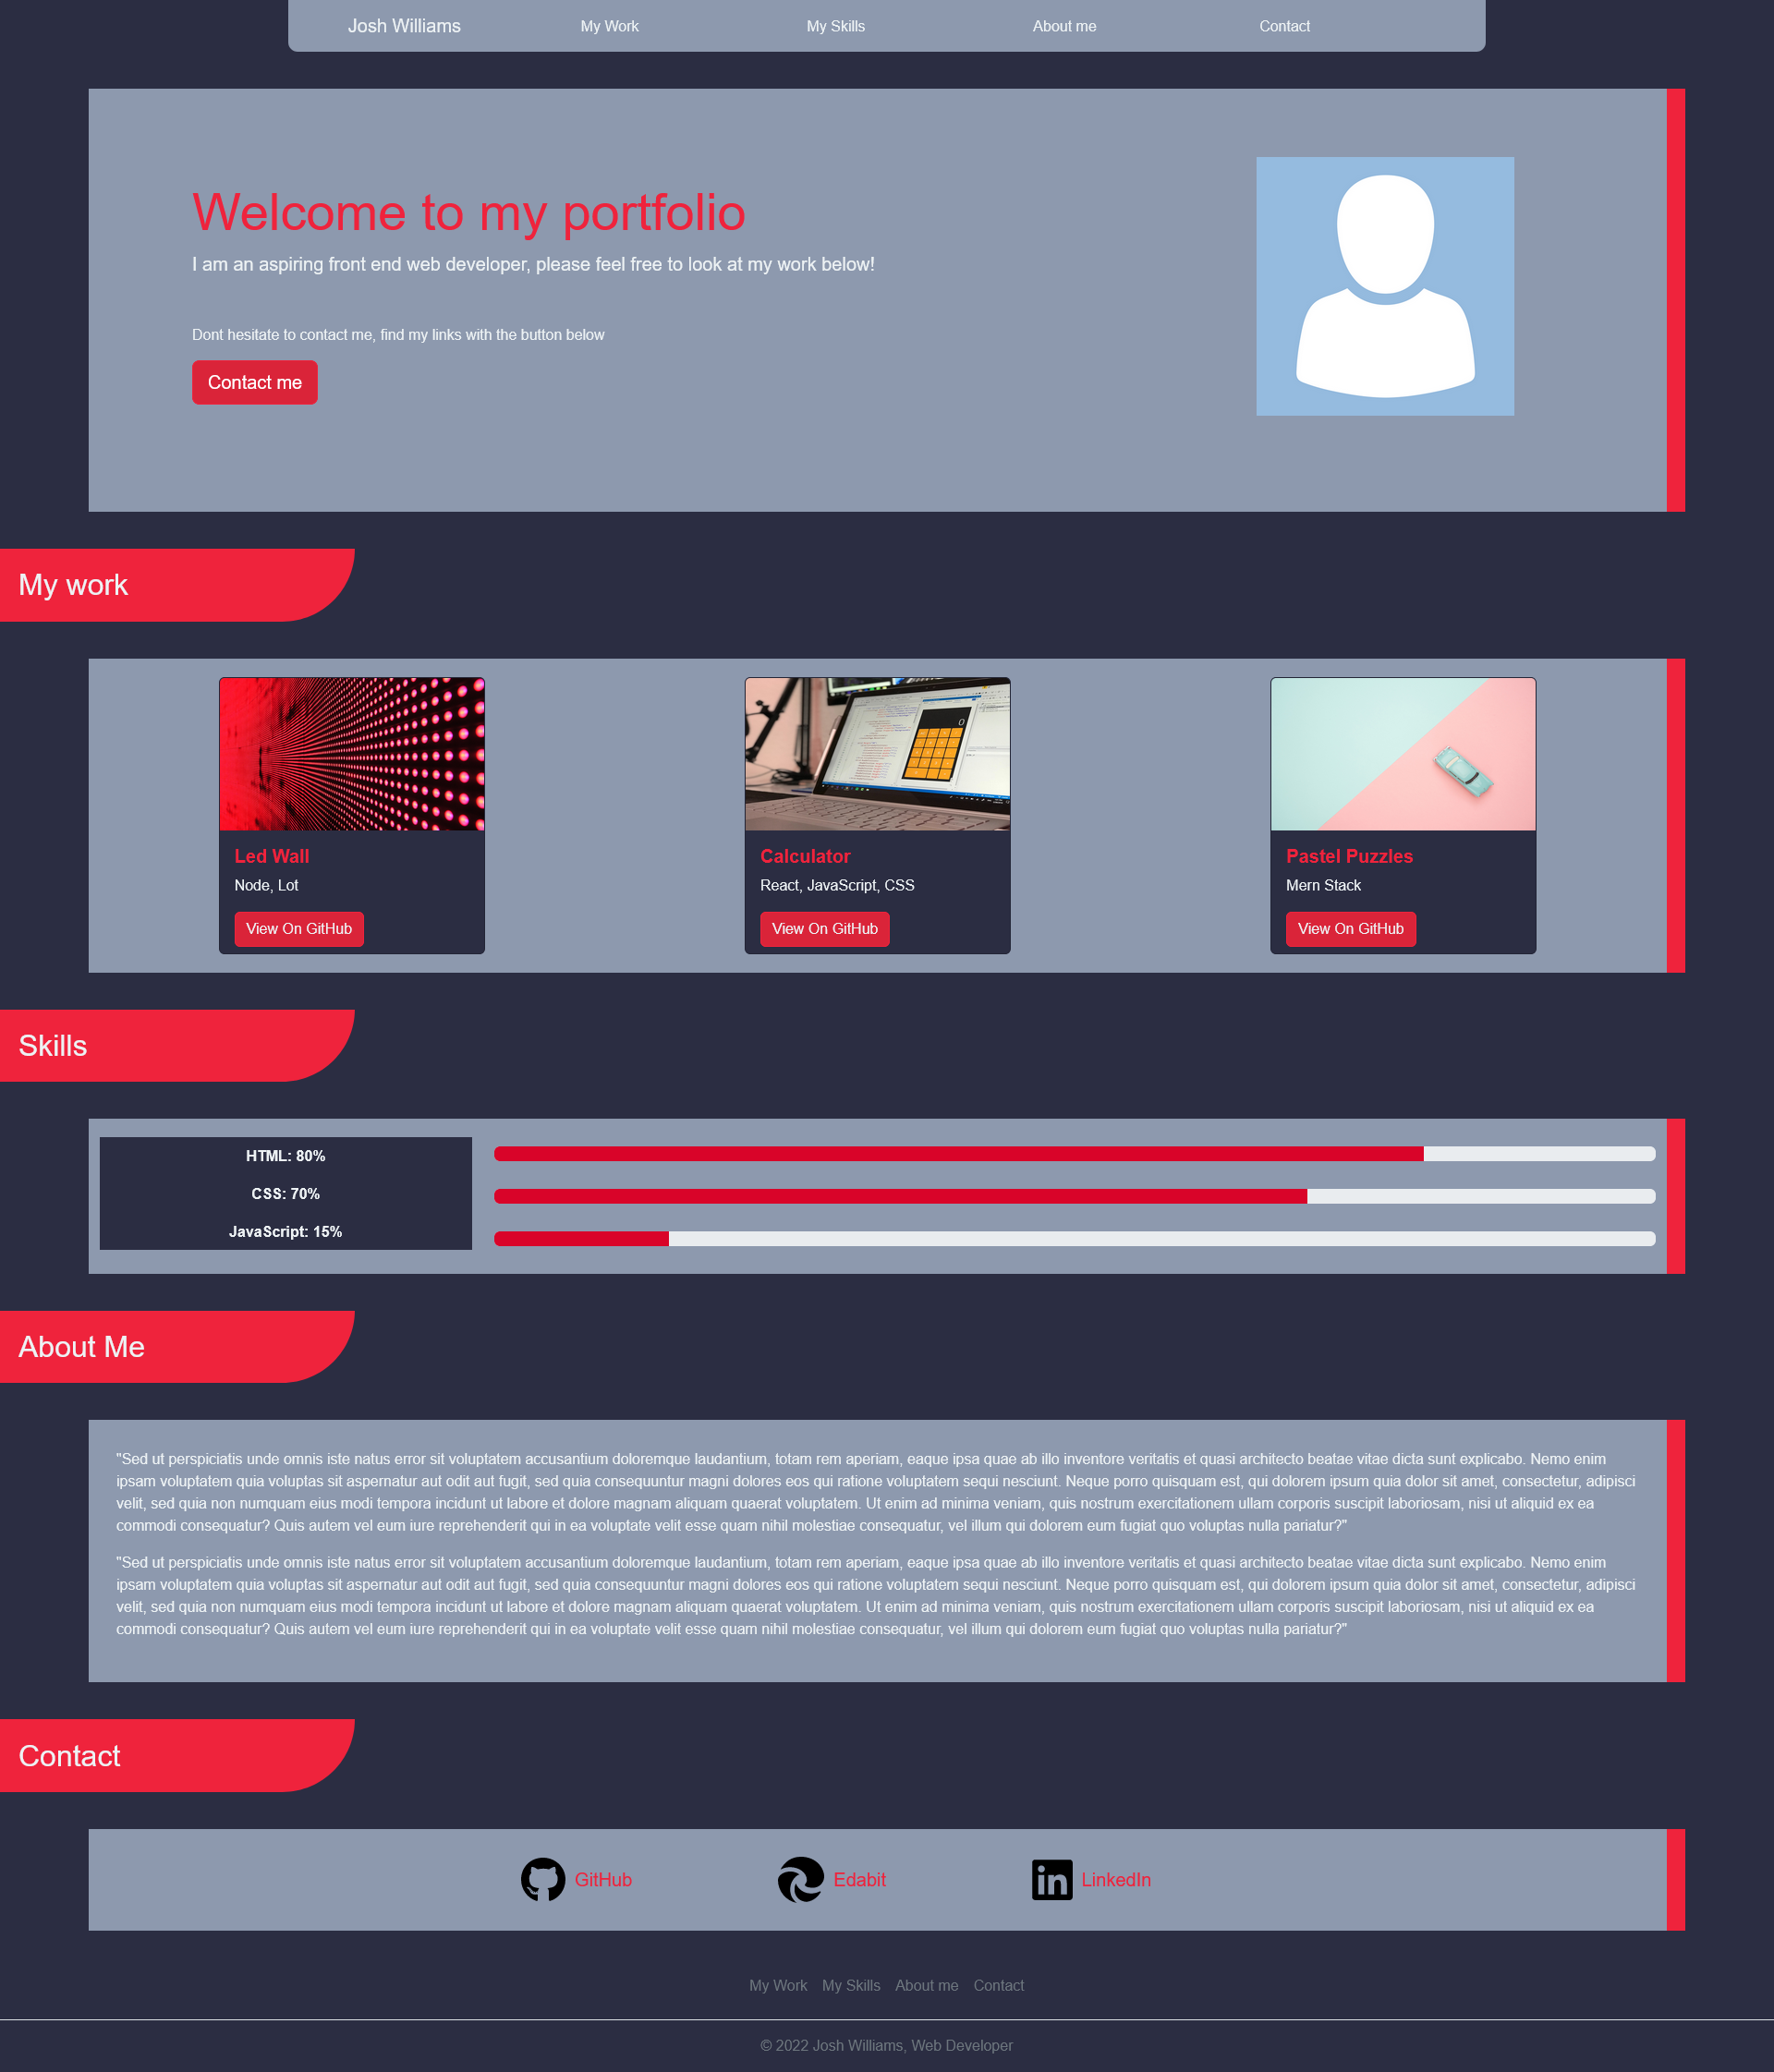 Josh Williams
My Work
My Skills
About me
Contact
Welcome to my portfolio
I am an aspiring front end web developer, please feel free to look at my work below!
Dont hesitate to contact me, find my links with the button below
Contact me
My work
Led Wall
Node, Lot
View On GitHub
Calculator
React, JavaScript, CSS
View On GitHub
Pastel Puzzles
Mern Stack
View On GitHub
Skills
HTML: 80%
CSS: 70%
JavaScript: 15%
About Me
"Sed ut perspiciatis unde omnis iste natus error sit voluptatem accusantium doloremque laudantium, totam rem aperiam, eaque ipsa quae ab illo inventore veritatis et quasi architecto beatae vitae dicta sunt explicabo. Nemo enim
ipsam voluptatem quia voluptas sit aspernatur aut odit aut fugit, sed quia consequuntur magni dolores eos qui ratione voluptatem sequi nesciunt. Neque porro quisquam est, qui dolorem ipsum quia dolor sit amet, consectetur, adipisci
velit, sed quia non numquam eius modi tempora incidunt ut labore et dolore magnam aliquam quaerat voluptatem. Ut enim ad minima veniam, quis nostrum exercitationem ullam corporis suscipit laboriosam, nisi ut aliquid ex ea
commodi consequatur? Quis autem vel eum iure reprehenderit qui in ea voluptate velit esse quam nihil molestiae consequatur, vel illum qui dolorem eum fugiat quo voluptas nulla pariatur?"
"Sed ut perspiciatis unde omnis iste natus error sit voluptatem accusantium doloremque laudantium, totam rem aperiam, eaque ipsa quae ab illo inventore veritatis et quasi architecto beatae vitae dicta sunt explicabo. Nemo enim
ipsam voluptatem quia voluptas sit aspernatur aut odit aut fugit, sed quia consequuntur magni dolores eos qui ratione voluptatem sequi nesciunt. Neque porro quisquam est, qui dolorem ipsum quia dolor sit amet, consectetur, adipisci
velit, sed quia non numquam eius modi tempora incidunt ut labore et dolore magnam aliquam quaerat voluptatem. Ut enim ad minima veniam, quis nostrum exercitationem ullam corporis suscipit laboriosam, nisi ut aliquid ex ea
commodi consequatur? Quis autem vel eum iure reprehenderit qui in ea voluptate velit esse quam nihil molestiae consequatur, vel illum qui dolorem eum fugiat quo voluptas nulla pariatur?"
Contact
GitHub
Edabit
LinkedIn
My Work My Skills About me Contact
© 2022 Josh Williams, Web Developer